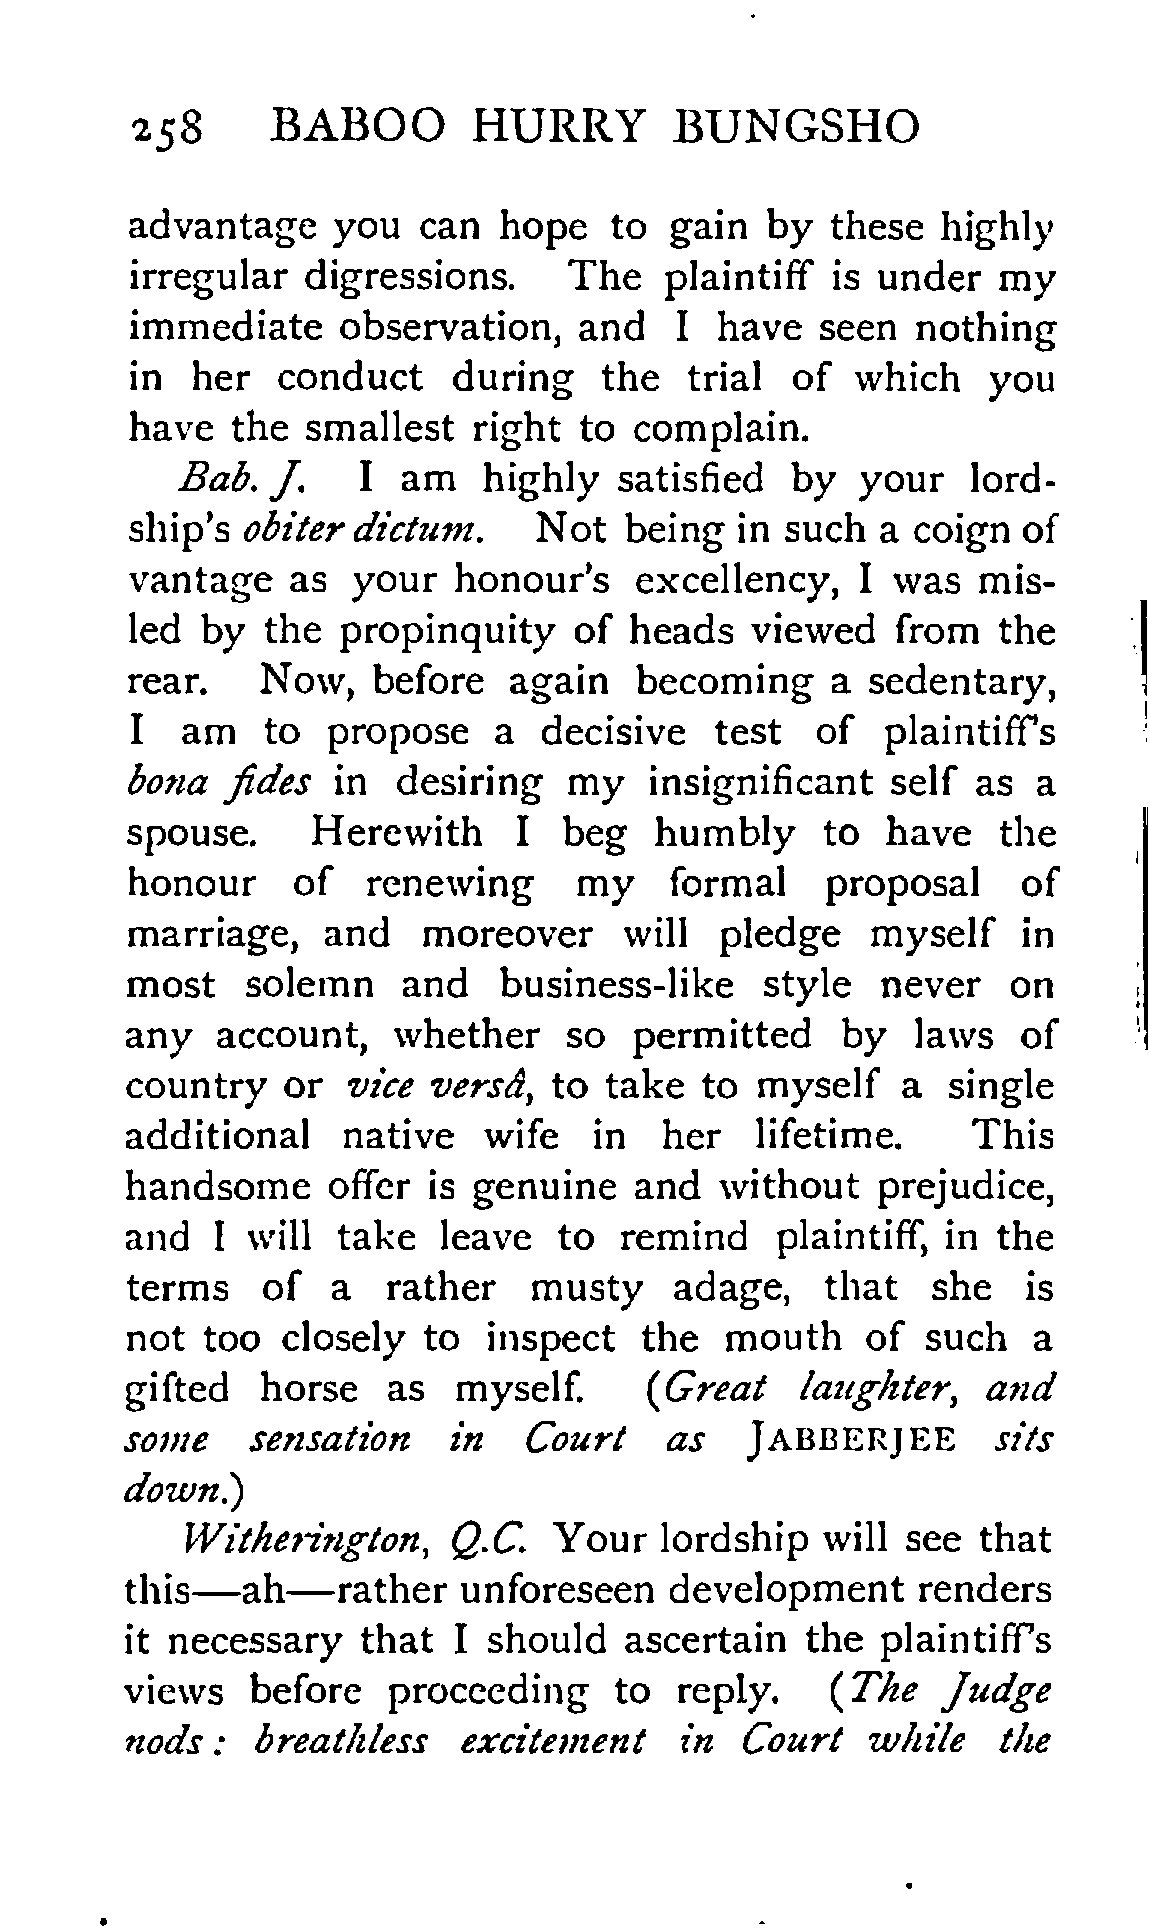 258 BABOO HURRY BUNGSHO
advantage you can hope to gain by these highly
irregular digressions. The plaintiff is under my
immediate observation, and I have seen nothing
in her conduct during the trial of which you
have the smallest right to complain.
Bab. J. I am highly satisfied by your lord-
ship's obiter dictum. Not being in such a coign of
vantage as your honour's excellency, I was mis-
led by the propinquity of heads viewed from the
rear. Now, before again becoming a sedentary,
I am to propose a decisive test of plaintiff's
bona fides in desiring my insignificant self as a
spouse. Herewith I beg humbly to have the
honour of renewing my formal proposal of
marriage, and moreover will pledge myself in
most solemn and business-like style never on
any account, whether so permitted by laws of
country or vice versâ, to take to myself a single
additional native wife in her lifetime. This
handsome offer is genuine and without prejudice,
and I will take leave to remind plaintiff, in the
terms of a rather musty adage, that she is
not too closely to inspect the mouth of such a
gifted horse as myself. (Great laughter, and
some sensation in Court as JABBERJEE sits
down.)
Witherington, Q.C. Your lordship will see that
this—ah—rather unforeseen development renders
it necessary that I should ascertain the plaintiff's
views before proceeding to reply. (The Judge
nods: breathless excitement in Court while the